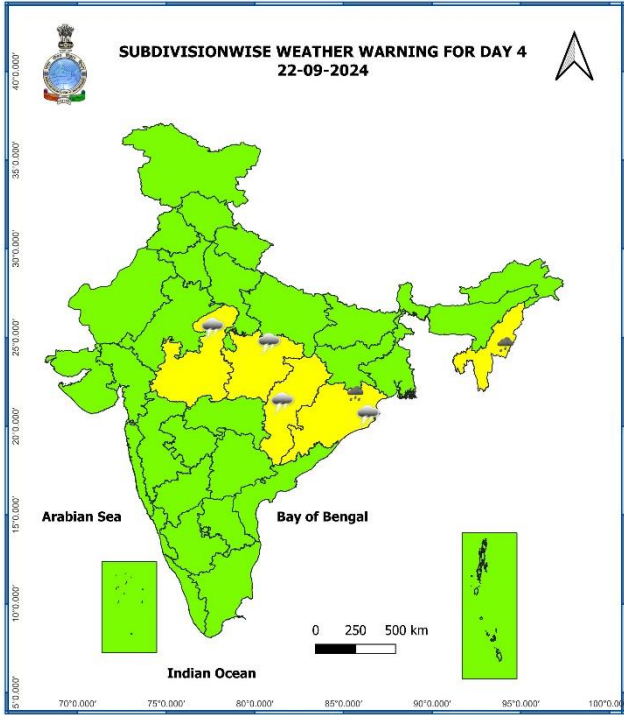 SUBDIVISIONWISE WEATHER WARNING FOR DAY 4
22-09-2024
40°0.000'
35°0.000'
30°0.000'
25°0.000'
20°0.000'
15°0.000'
10°0.000'
5°0.000'
Arabian Sea
Bay of Bengal
0 250 500 km
Indian Ocean
70°0.000' 75°0.000' 80°0.000' 85°0.000' 90°0.000' 95°0.000' 100°0.000'